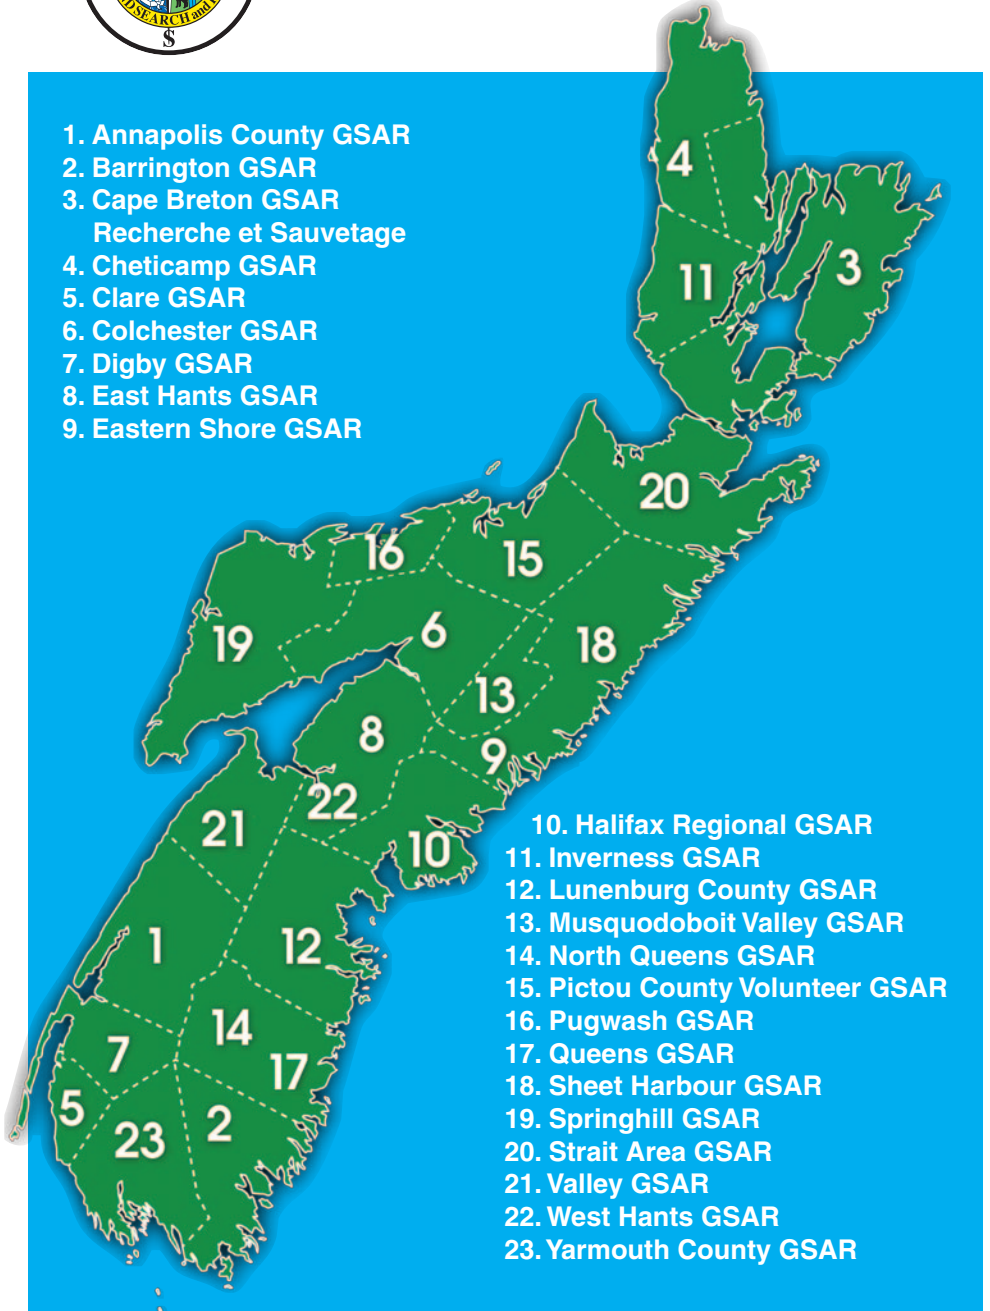 SEARCH and
$
1. Annapolis County GSAR
2. Barrington GSAR
3. Cape Breton GSAR
Recherche et Sauvetage
4. Cheticamp GSAR
5. Clare GSAR
6. Colchester GSAR
7. Digby GSAR
8. East Hants GSAR
9. Eastern Shore GSAR
4
3
11
20
16
15
6
18
19
13
8
9
22
21
10
10. Halifax Regional GSAR
11. Inverness GSAR
12. Lunenburg County GSAR
13. Musquodoboit Valley GSAR
14. North Queens GSAR
15. Pictou County Volunteer GSAR
16. Pugwash GSAR
17. Queens GSAR
18. Sheet Harbour GSAR
19. Springhill GSAR
20. Strait Area GSAR
21. Valley GSAR
22. West Hants GSAR
23. Yarmouth County GSAR
1
12
14
7
17
5
2
23